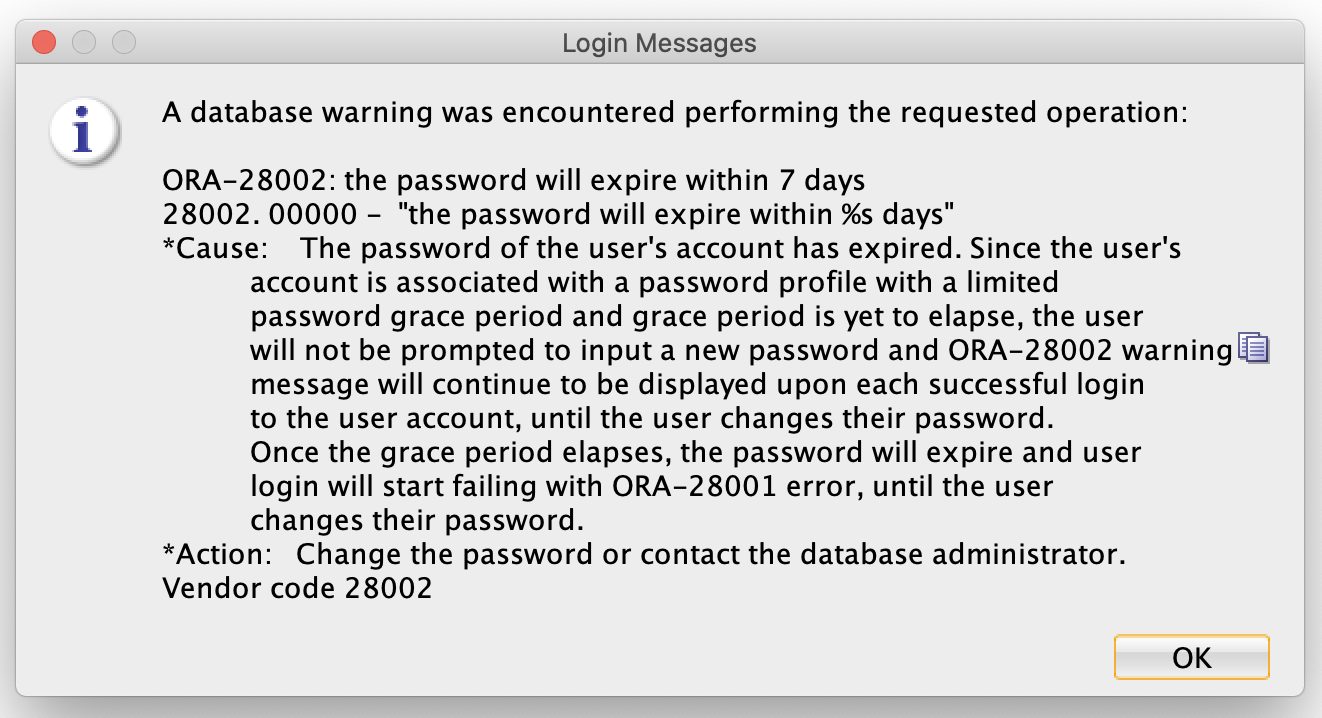 Login Messages
A database warning was encountered performing the requested operation:
ORA-28002: the password will expire within 7 days
28002. 00000 -  "the password will expire within %s days"
*Cause:    The password of the user's account has expired. Since the user's
account is associated with a password profile with a limited
password grace period and grace period is yet to elapse, the user
will not be prompted to input a new password and ORA-28002 warning
message will continue to be displayed upon each successful login
to the user account, until the user changes their password.
Once the grace period elapses, the password will expire and user
login will start failing with ORA-28001 error, until the user
changes their password.
*Action:   Change the password or contact the database administrator.
Vendor code 28002
OK